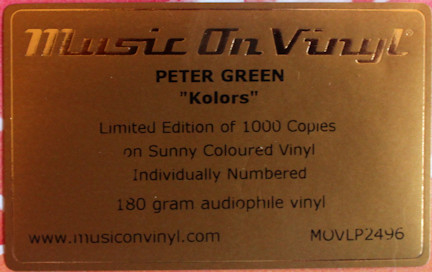 Music On Vinyl®
PETER GREEN
"Kolors"
Limited Edition of 1000 Copies
on Sunny Coloured Vinyl
Individually Numbered
180 gram audiophile vinyl
www.musiconvinyl.com MOVLP2496